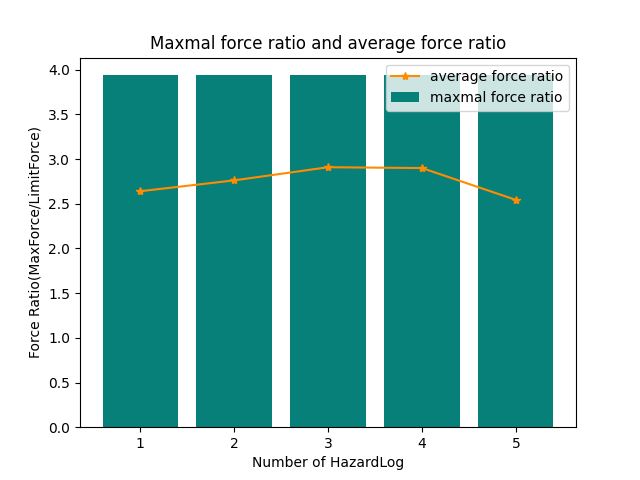 Maxmal force ratio and average force ratio
average force ratio
maxmal force ratio
Force Ratio(MaxForce/LimitForce)
4.0
3.5
3.0
2.5
2.0
1.5
1.0
0.5
0.0
1 2 3 4 5
Number of HazardLog